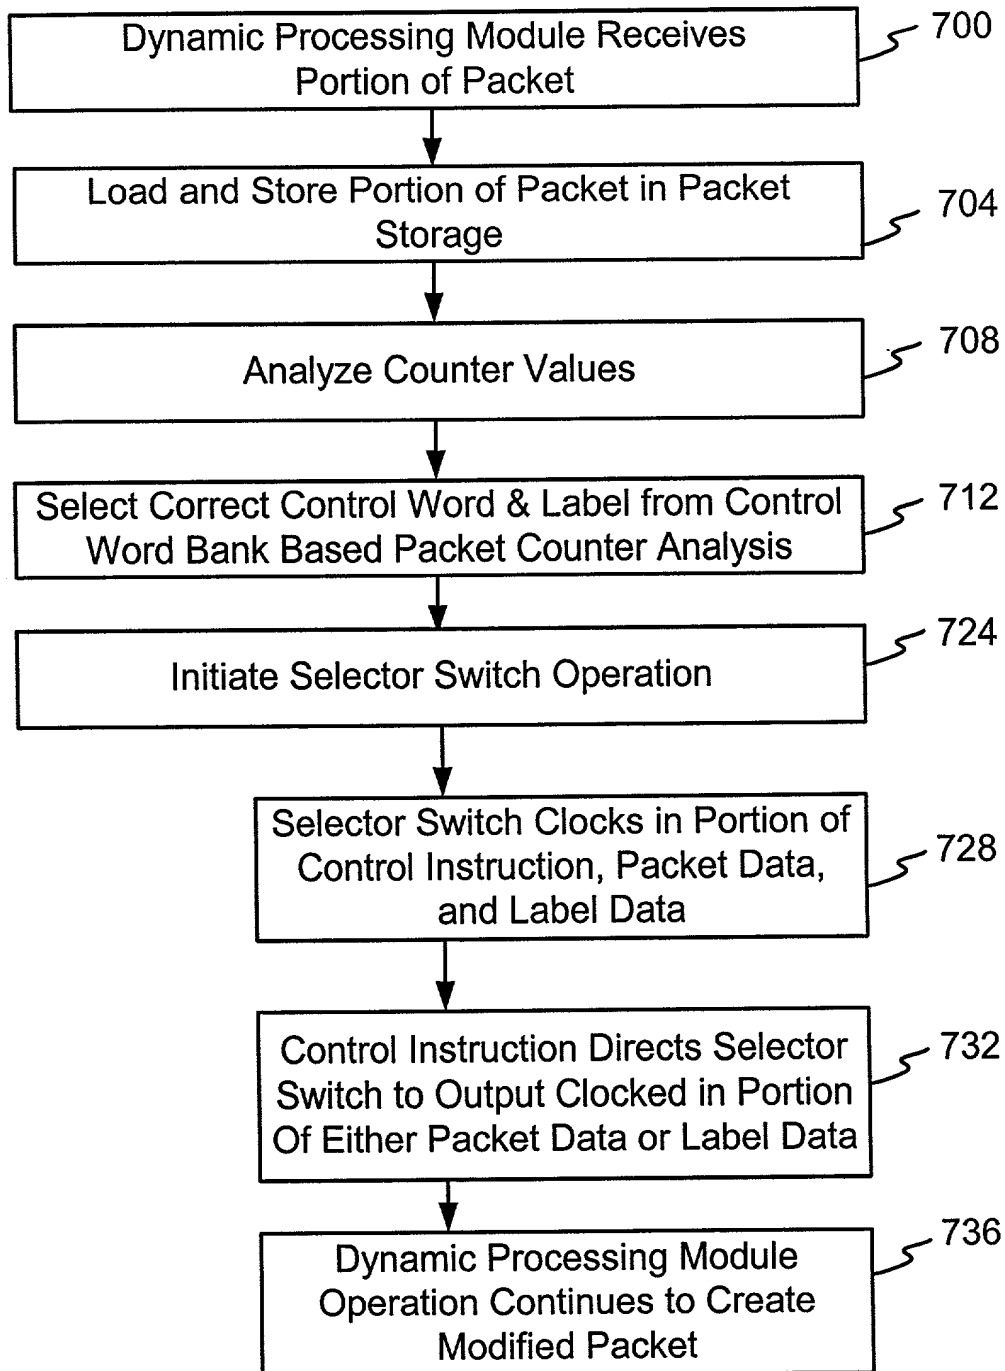 Dynamic Processing Module Receives
Portion of Packet
700
Load and Store Portion of Packet in Packet
Storage
704
Analyze Counter Values
708
Select Correct Control Word & Label from Control
Word Bank Based Packet Counter Analysis
712
Initiate Selector Switch Operation
724
Selector Switch Clocks in Portion of
Control Instruction, Packet Data,
and Label Data
728
Control Instruction Directs Selector
Switch to Output Clocked in Portion
Of Either Packet Data or Label Data
732
Dynamic Processing Module
Operation Continues to Create
Modified Packet
736